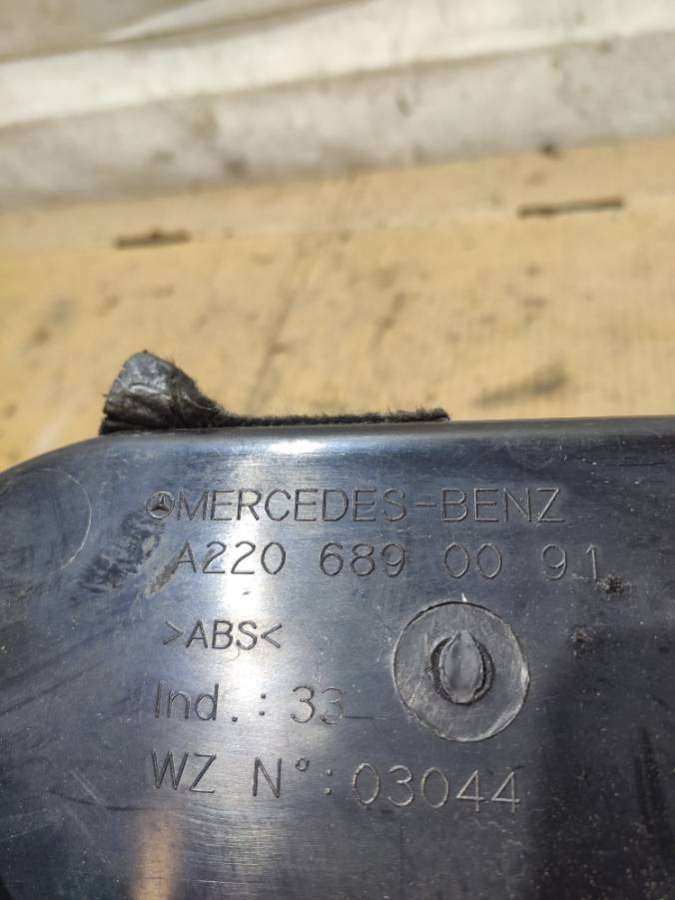 MERCEDES-BENZ
A220 689 00 91
>ABS<
Ind.: 33
WZ N°: 03044